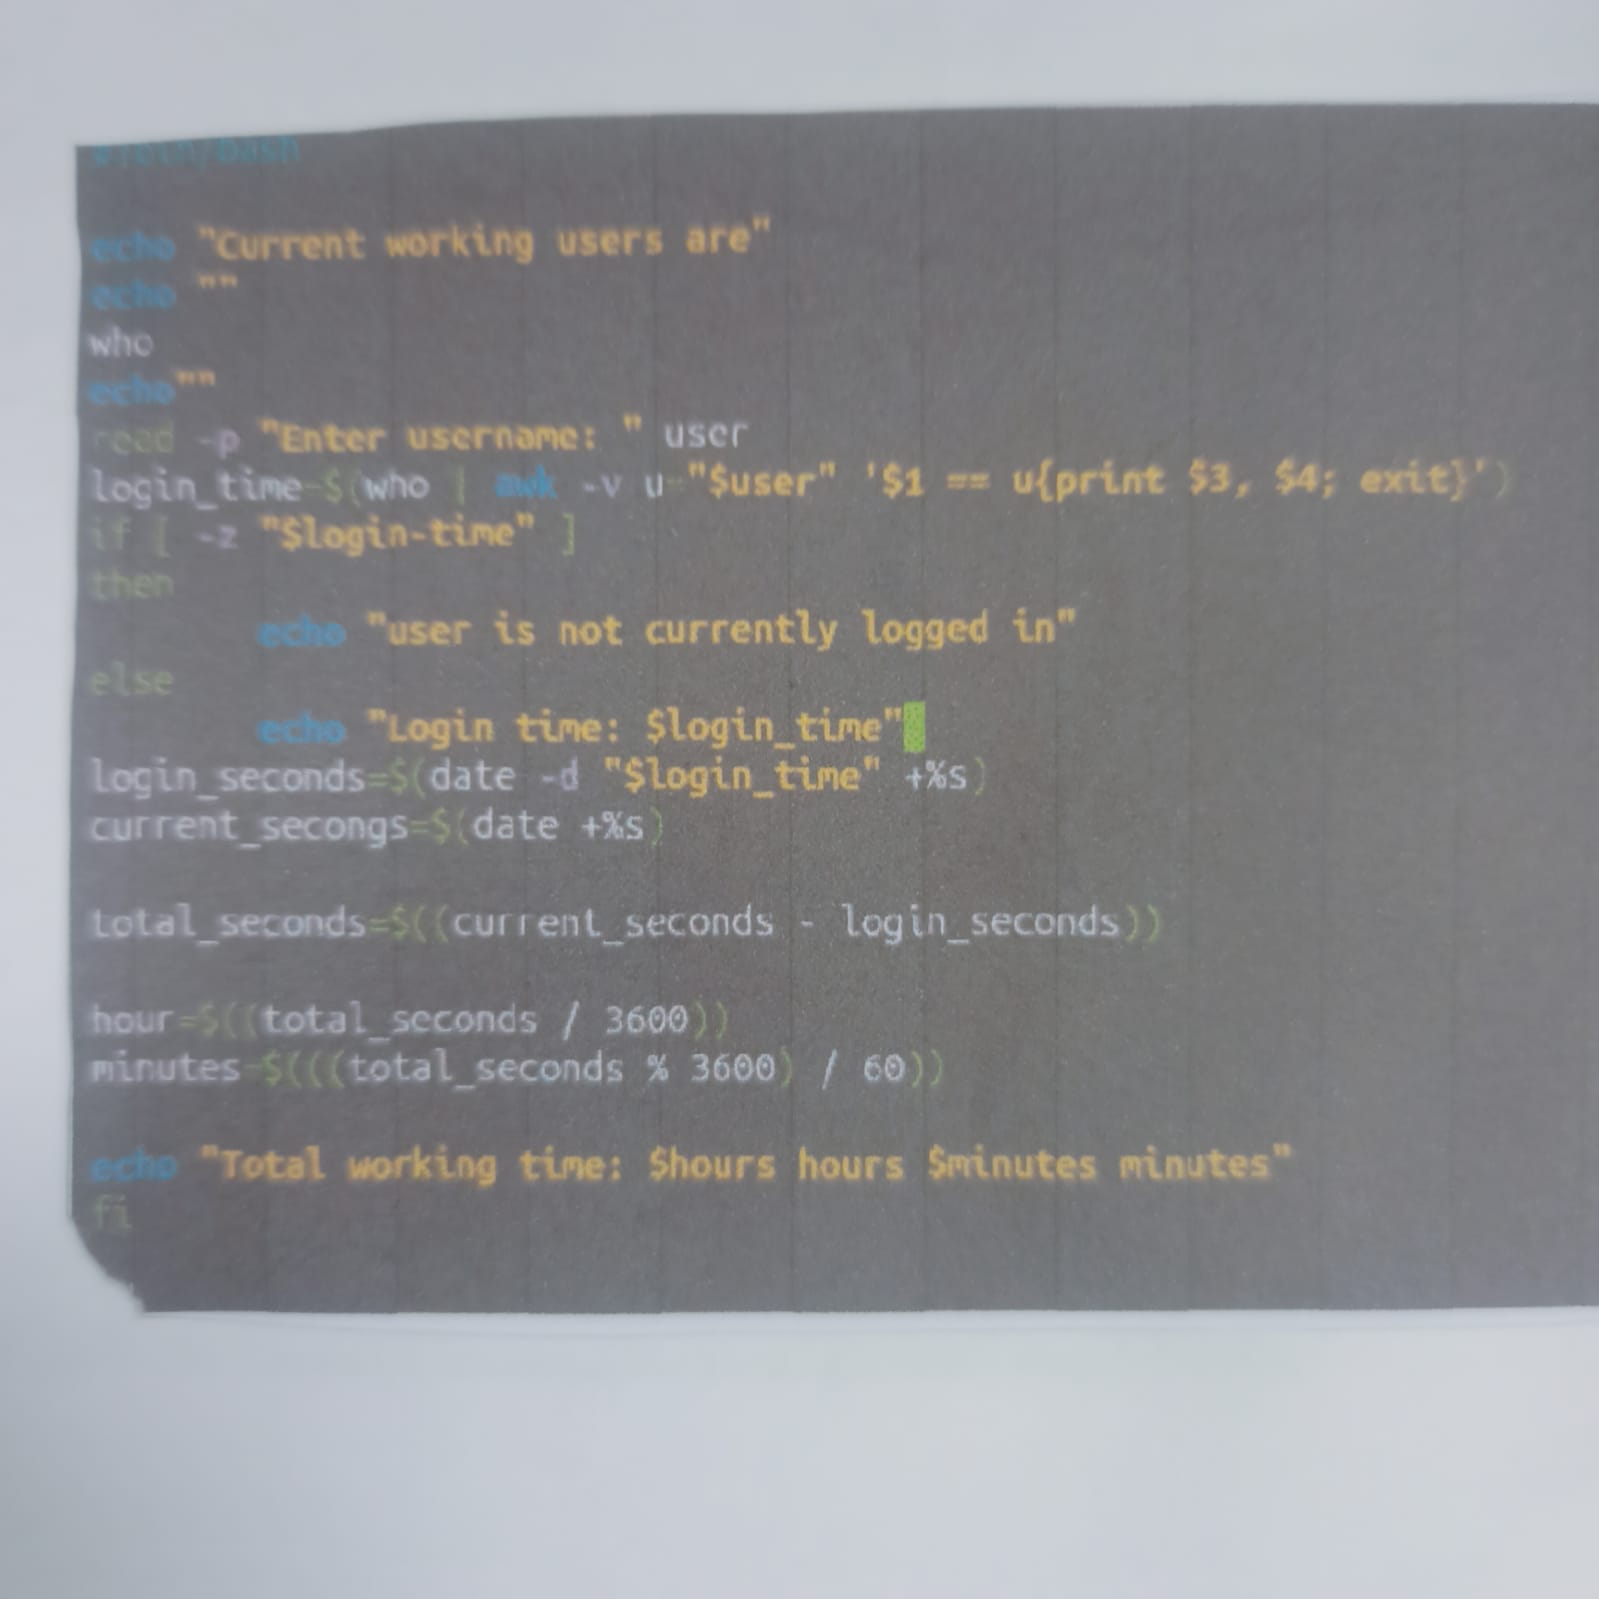 #!bin/bash
echo "Current working users are"
echo ""
who
echo""
read -p "Enter username: " user
login_time=$(who | awk -v u="$user" '$1 == u{print $3, $4; exit}')
if [ -z "$login-time" ]
then
echo "user is not currently logged in"
else
echo "Login time: $login_time"
login_seconds=$(date -d "$login_time" +%s)
current_secongs=$(date +%s)
total_seconds=$((current_seconds - login_seconds))
hour=$((total_seconds / 3600))
minutes=$(((total_seconds % 3600) / 60))
echo "Total working time: $hours hours $minutes minutes"
fi